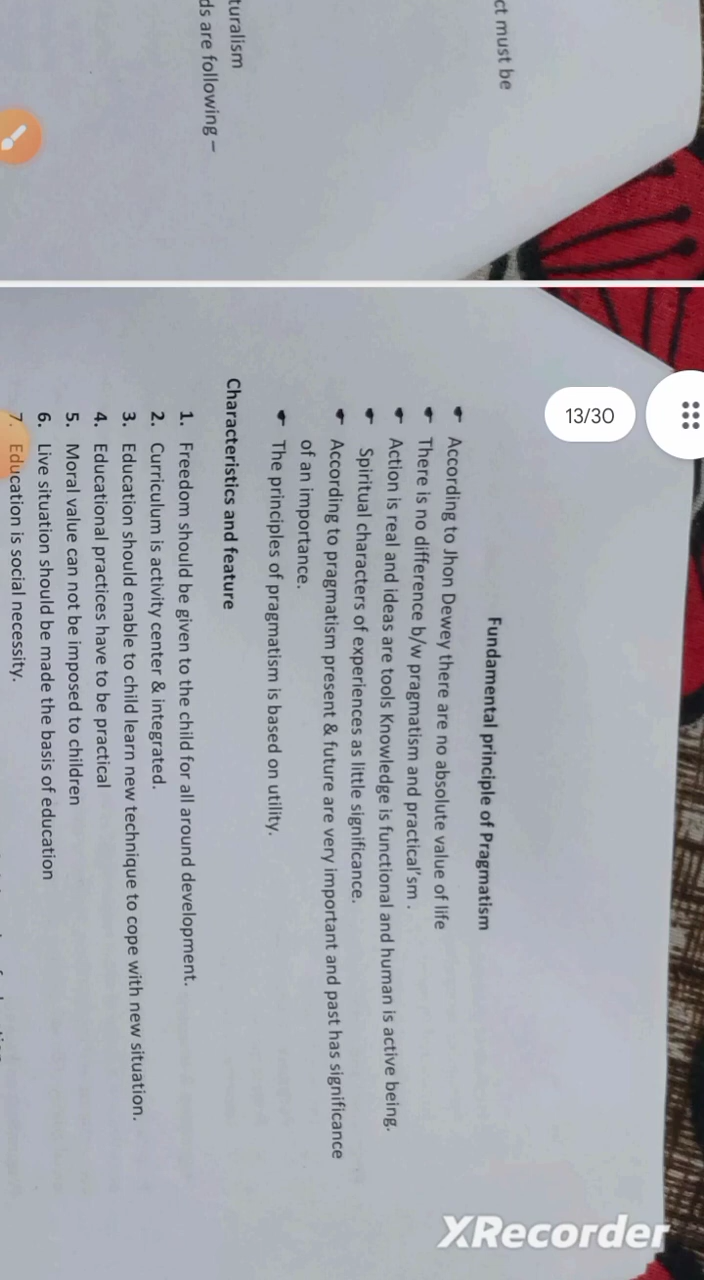 ct must be
turalism
ds are following –
13/30
Fundamental principle of Pragmatism
According to Jhon Dewey there are no absolute value of life
There is no difference b/w pragmatism and practical'sm .
Action is real and ideas are tools Knowledge is functional and human is active being.
Spiritual characters of experiences as little significance.
According to pragmatism present & future are very important and past has significance
of an importance.
The principles of pragmatism is based on utility.
Characteristics and feature
1. Freedom should be given to the child for all around development.
2. Curriculum is activity center & integrated.
3. Education should enable to child learn new technique to cope with new situation.
4. Educational practices have to be practical
5. Moral value can not be imposed to children
6. Live situation should be made the basis of education
7. Education is social necessity.
XRecorder